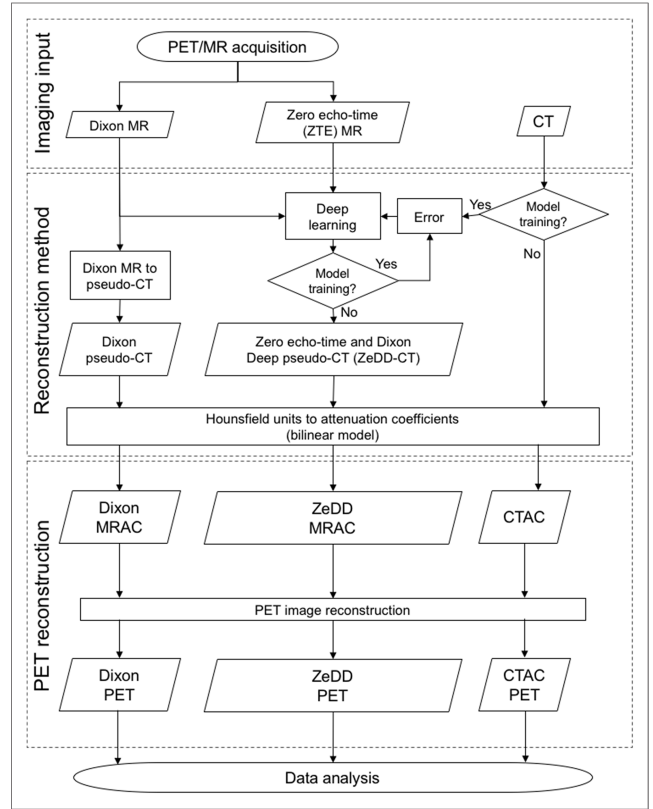 Imaging input
PET/MR acquisition
Dixon MR
Zero echo-time
(ZTE) MR
CT
Reconstruction method
Deep
learning
Error
Yes
Model
training?
No
Dixon MR to
pseudo-CT
Model
training?
Yes
No
Dixon
pseudo-CT
Zero echo-time and Dixon
Deep pseudo-CT (ZeDD-CT)
Hounsfield units to attenuation coefficients
(bilinear model)
PET reconstruction
Dixon
MRAC
ZeDD
MRAC
CTAC
PET image reconstruction
Dixon
PET
ZeDD
PET
CTAC
PET
Data analysis